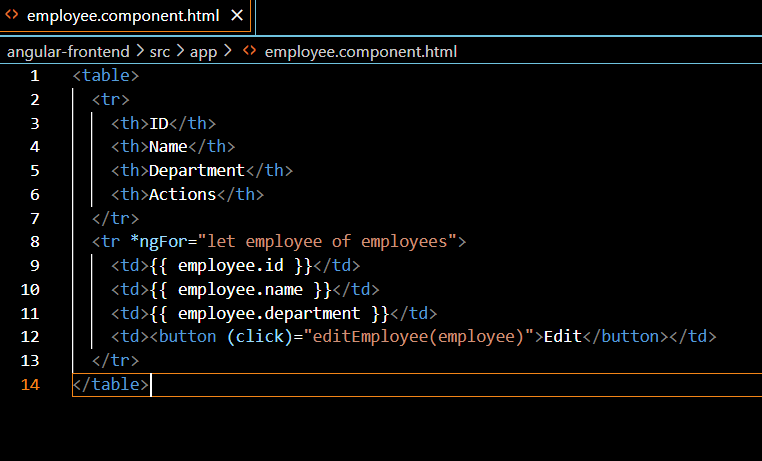 employee.component.html
angular-frontend > src > app > employee.component.html
1 <table>
2 <tr>
3 <th>ID</th>
4 <th>Name</th>
5 <th>Department</th>
6 <th>Actions</th>
7 </tr>
8 <tr *ngFor="let employee of employees">
9 <td>{{ employee.id }}</td>
10 <td>{{ employee.name }}</td>
11 <td>{{ employee.department }}</td>
12 <td><button (click)="editEmployee(employee)">Edit</button></td>
13 </tr>
14 </table>